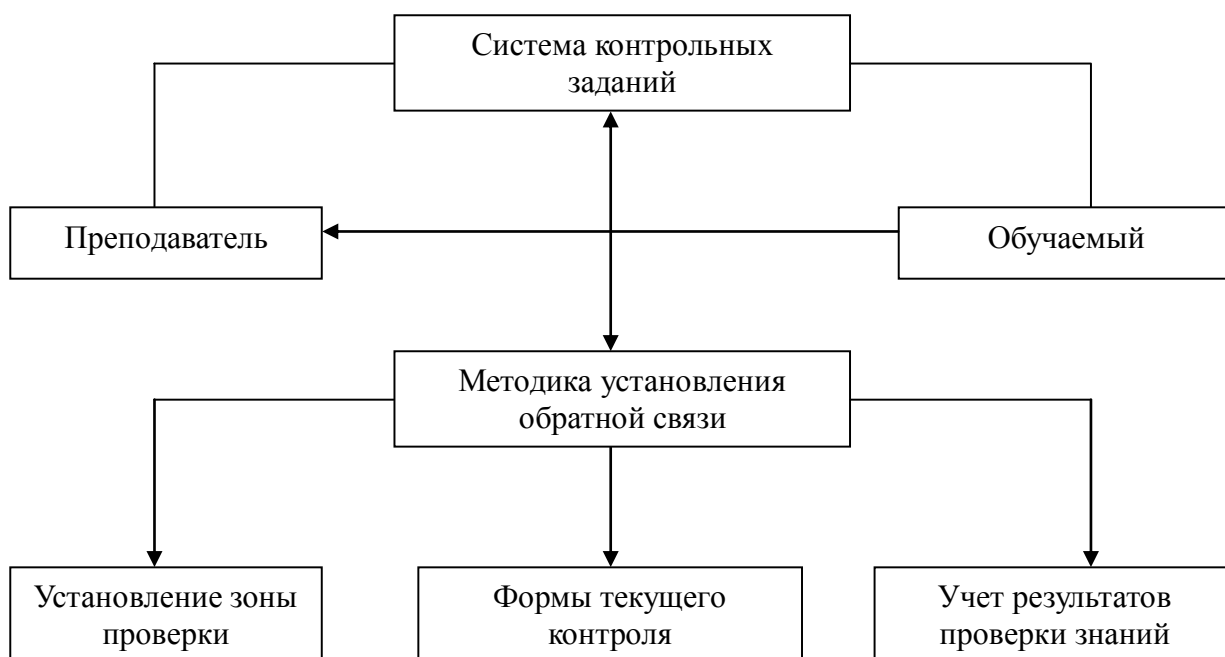 Система контрольных
заданий
Преподаватель
Обучаемый
Методика установления
обратной связи
Установление зоны
проверки
Формы текущего
контроля
Учет результатов
проверки знаний